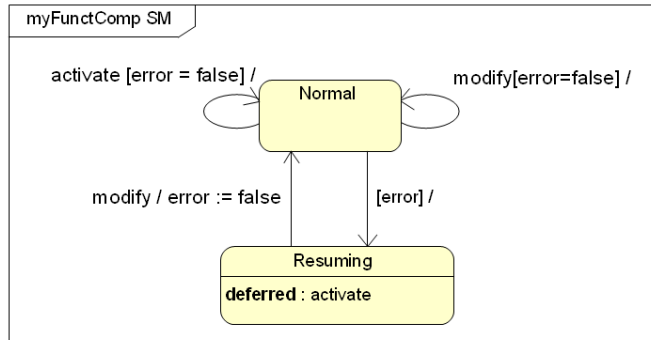 myFunctComp SM
activate [error = false] /
modify[error=false] /
Normal
modify / error := false
[error] /
Resuming
deferred : activate